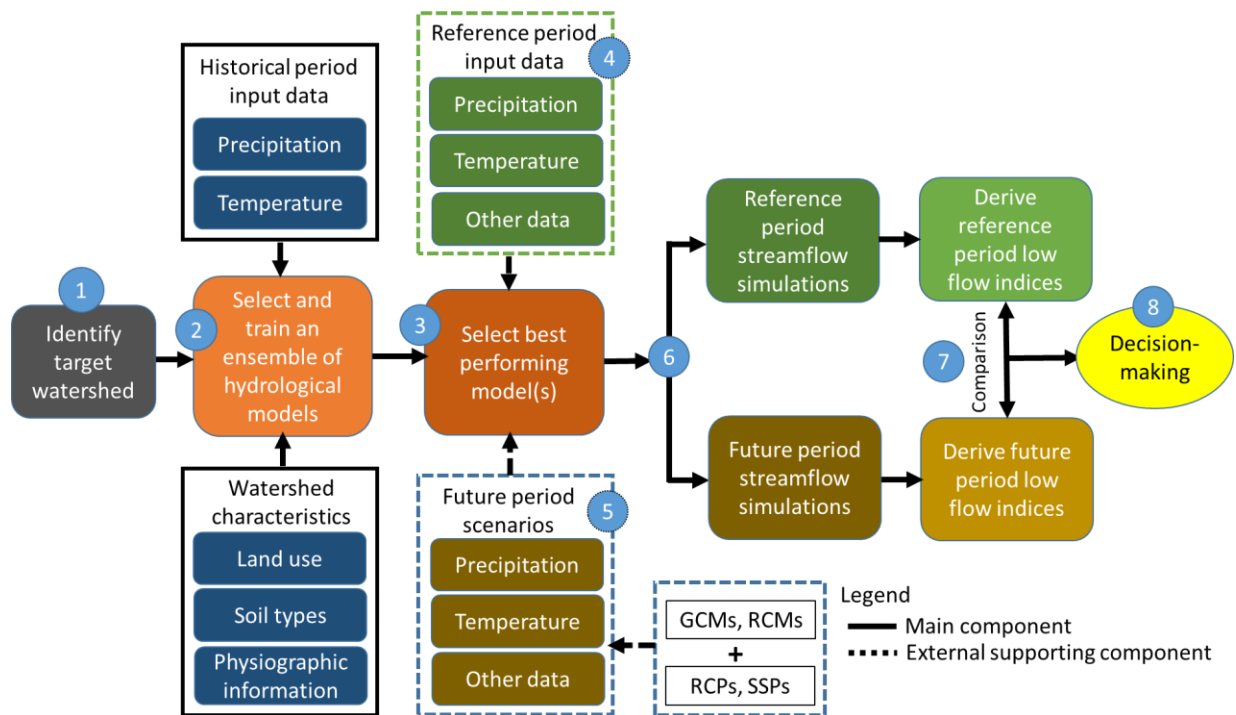 Historical period
input data
Precipitation
Temperature
Reference period
input data
4
Precipitation
Temperature
Other data
1
Identify
target
watershed
2
Select and
train an
ensemble of
hydrological
models
3
Select best
performing
model(s)
6
Reference
period
streamflow
simulations
Derive
reference
period low
flow indices
Future period
streamflow
simulations
Derive future
period low
flow indices
7
Comparison
8
Decision-
making
Watershed
characteristics
Land use
Soil types
Physiographic
information
Future period
scenarios
5
Precipitation
Temperature
Other data
GCMs, RCMs
+
RCPs, SSPs
Legend
Main component
External supporting component